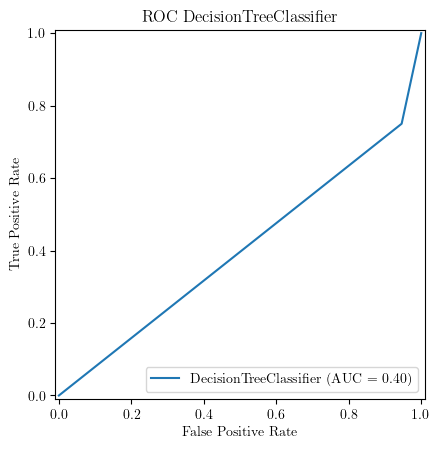 ROC DecisionTreeClassifier
1.0
0.8
0.6
0.4
0.2
0.0
True Positive Rate
DecisionTreeClassifier (AUC = 0.40)
0.0 0.2 0.4 0.6 0.8 1.0
False Positive Rate